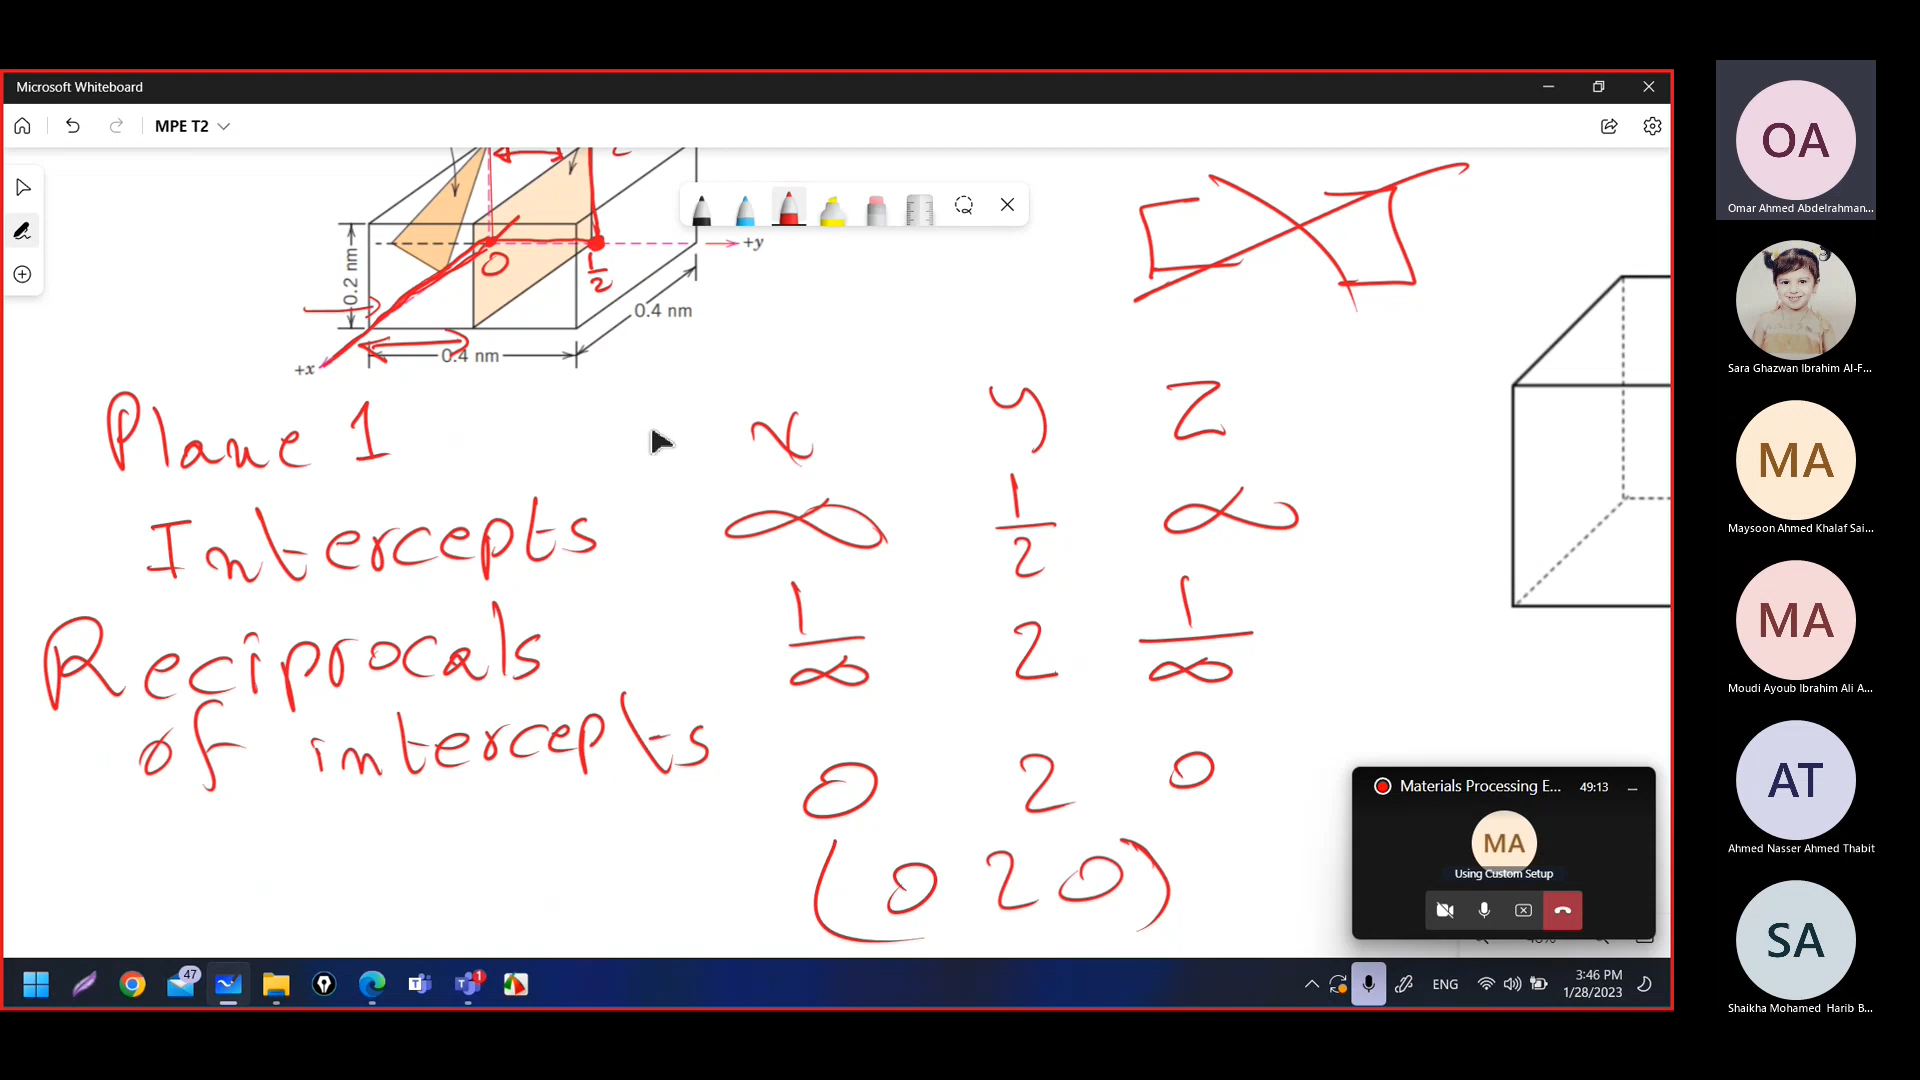 Microsoft Whiteboard
MPE T2
0.2 nm
0
1/2
+y
0.4 nm
0.4 nm
+x
Plane 1 x y z
Intercepts ∞ 1/2 ∞
Reciprocals 1/∞ 2 1/∞
of intercepts 0 2 0
(0 2 0)
OA
Omar Ahmed Abdelrahman...
Sara Ghazwan Ibrahim Al-F...
MA
Maysoon Ahmed Khalaf Sai...
MA
Moudi Ayoub Ibrahim Ali A...
AT
Ahmed Nasser Ahmed Thabit
SA
Shaikha Mohamed Harib B...
Materials Processing E... 49:13
MA
Using Custom Setup
47
1
ENG
3:46 PM
1/28/2023